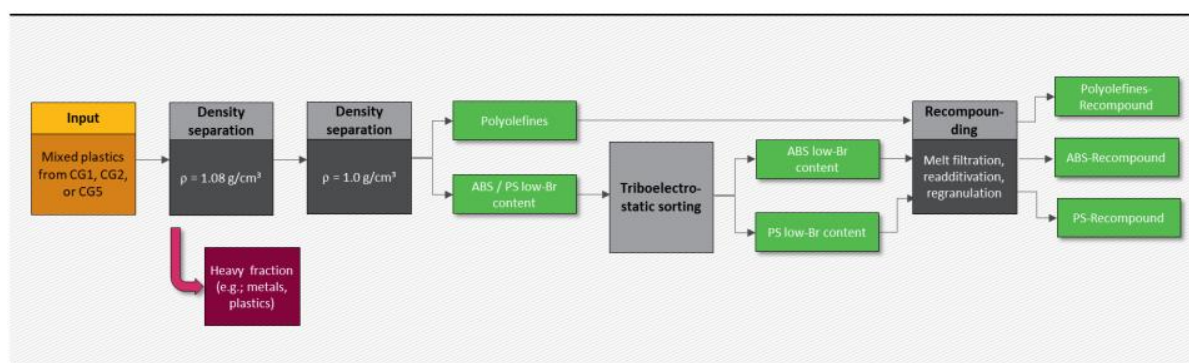 Input
Mixed plastics
from CG1, CG2,
or CG5
Density
separation
ρ = 1.08 g/cm³
Heavy fraction
(e.g.; metals,
plastics)
Density
separation
ρ = 1.0 g/cm³
Polyolefines
ABS / PS low-Br
content
Triboelectro-
static sorting
ABS low-Br
content
PS low-Br content
Recompoun-
ding
Melt filtration,
readditivation,
regranulation
Polyolefines-
Recompound
ABS-Recompound
PS-Recompound